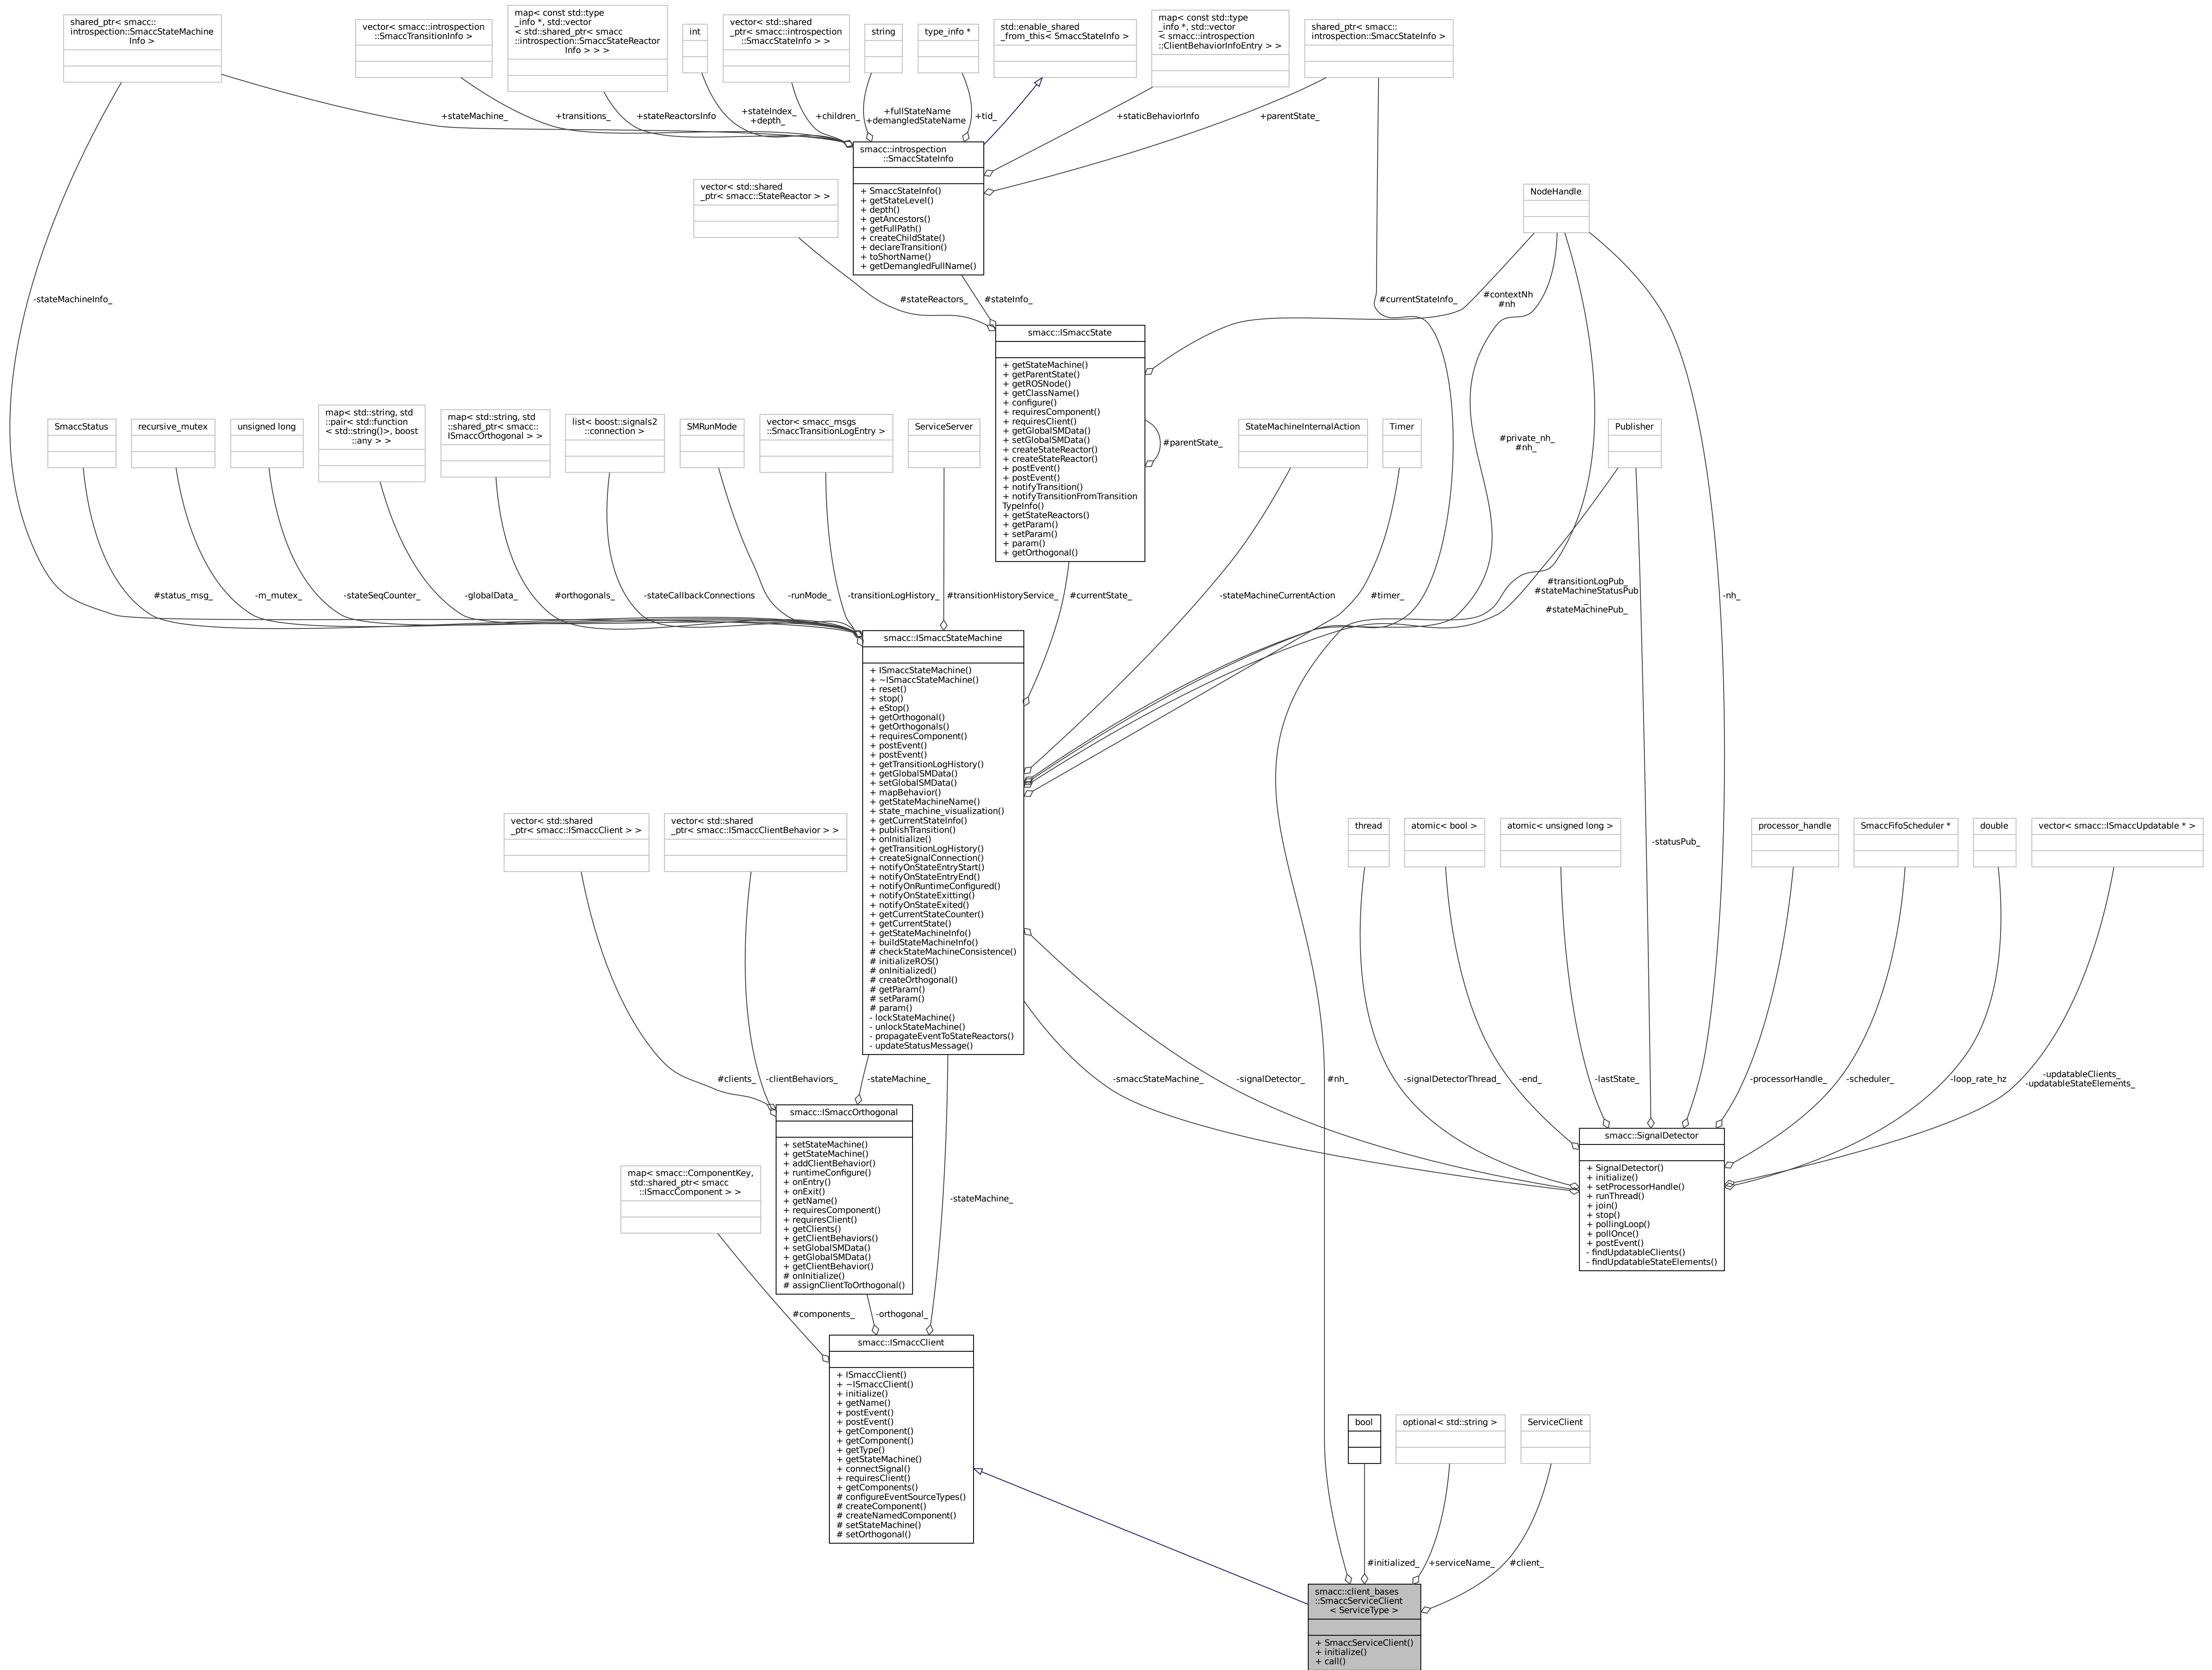 shared_ptr< smacc::
introspection::SmaccStateMachine
Info >
vector< smacc::introspection
::SmaccTransitionInfo >
map< const std::type
_info *, std::vector
< std::shared_ptr< smacc
::introspection::SmaccStateReactor
Info > > >
int
vector< std::shared
_ptr< smacc::introspection
::SmaccStateInfo > >
string
type_info *
std::enable_shared
_from_this< SmaccStateInfo >
map< const std::type
_info *, std::vector
< smacc::introspection
::ClientBehaviorInfoEntry > >
shared_ptr< smacc::
introspection::SmaccStateInfo >
+stateMachine_
+transitions_
+stateReactorsInfo
+stateIndex_
+depth_
+children_
+fullStateName
+demangledStateName
+tid_
+staticBehaviorInfo
+parentState_
smacc::introspection
::SmaccStateInfo
+ SmaccStateInfo()
+ getStateLevel()
+ depth()
+ getAncestors()
+ getFullPath()
+ createChildState()
+ declareTransition()
+ toShortName()
+ getDemangledFullName()
vector< std::shared
_ptr< smacc::StateReactor > >
NodeHandle
-stateMachineInfo_
#stateReactors_
#stateInfo_
#currentStateInfo_
#contextNh
#nh
smacc::ISmaccState
+ getStateMachine()
+ getParentState()
+ getROSNode()
+ getClassName()
+ configure()
+ requiresComponent()
+ requiresClient()
+ getGlobalSMData()
+ setGlobalSMData()
+ createStateReactor()
+ createStateReactor()
+ postEvent()
+ postEvent()
+ notifyTransition()
+ notifyTransitionFromTransition
TypeInfo()
+ getStateReactors()
+ getParam()
+ setParam()
+ param()
+ getOrthogonal()
#parentState_
SmaccStatus
recursive_mutex
unsigned long
map< std::string, std
::pair< std::function
< std::string()>, boost
::any > >
map< std::string, std
::shared_ptr< smacc::
ISmaccOrthogonal > >
list< boost::signals2
::connection >
SMRunMode
vector< smacc_msgs
::SmaccTransitionLogEntry >
ServiceServer
StateMachineInternalAction
Timer
#private_nh_
#nh_
Publisher
#status_msg_
-m_mutex_
-stateSeqCounter_
-globalData_
#orthogonals_
-stateCallbackConnections
-runMode_
-transitionLogHistory_
#transitionHistoryService_
#currentState_
-stateMachineCurrentAction
#timer_
#transitionLogPub_
#stateMachineStatusPub
_
#stateMachinePub_
-nh_
smacc::ISmaccStateMachine
+ ISmaccStateMachine()
+ ~ISmaccStateMachine()
+ reset()
+ stop()
+ eStop()
+ getOrthogonal()
+ getOrthogonals()
+ requiresComponent()
+ postEvent()
+ postEvent()
+ getTransitionLogHistory()
+ getGlobalSMData()
+ setGlobalSMData()
+ mapBehavior()
+ getStateMachineName()
+ state_machine_visualization()
+ getCurrentStateInfo()
+ publishTransition()
+ onInitialize()
+ getTransitionLogHistory()
+ createSignalConnection()
+ notifyOnStateEntryStart()
+ notifyOnStateEntryEnd()
+ notifyOnRuntimeConfigured()
+ notifyOnStateExitting()
+ notifyOnStateExited()
+ getCurrentStateCounter()
+ getCurrentState()
+ getStateMachineInfo()
+ buildStateMachineInfo()
# checkStateMachineConsistence()
# initializeROS()
# onInitialized()
# createOrthogonal()
# getParam()
# setParam()
# param()
- lockStateMachine()
- unlockStateMachine()
- propagateEventToStateReactors()
- updateStatusMessage()
vector< std::shared
_ptr< smacc::ISmaccClient > >
vector< std::shared
_ptr< smacc::ISmaccClientBehavior > >
thread
atomic< bool >
atomic< unsigned long >
-statusPub_
processor_handle
SmaccFifoScheduler *
double
vector< smacc::ISmaccUpdatable * >
#clients_
-clientBehaviors_
-stateMachine_
-smaccStateMachine_
-signalDetector_
#nh_
-signalDetectorThread_
-end_
-lastState_
-processorHandle_
-scheduler_
-loop_rate_hz
-updatableClients_
-updatableStateElements_
smacc::ISmaccOrthogonal
+ setStateMachine()
+ getStateMachine()
+ addClientBehavior()
+ runtimeConfigure()
+ onEntry()
+ onExit()
+ getName()
+ requiresComponent()
+ requiresClient()
+ getClients()
+ getClientBehaviors()
+ setGlobalSMData()
+ getGlobalSMData()
+ getClientBehavior()
# onInitialize()
# assignClientToOrthogonal()
smacc::SignalDetector
+ SignalDetector()
+ initialize()
+ setProcessorHandle()
+ runThread()
+ join()
+ stop()
+ pollingLoop()
+ pollOnce()
+ postEvent()
- findUpdatableClients()
- findUpdatableStateElements()
map< smacc::ComponentKey,
std::shared_ptr< smacc
::ISmaccComponent > >
-stateMachine_
#components_
-orthogonal_
smacc::ISmaccClient
+ ISmaccClient()
+ ~ISmaccClient()
+ initialize()
+ getName()
+ postEvent()
+ postEvent()
+ getComponent()
+ getComponent()
+ getType()
+ getStateMachine()
+ connectSignal()
+ requiresClient()
+ getComponents()
# configureEventSourceTypes()
# createComponent()
# createNamedComponent()
# setStateMachine()
# setOrthogonal()
bool
optional< std::string >
ServiceClient
#initialized_
+serviceName_
#client_
smacc::client_bases
::SmaccServiceClient
< ServiceType >
+ SmaccServiceClient()
+ initialize()
+ call()